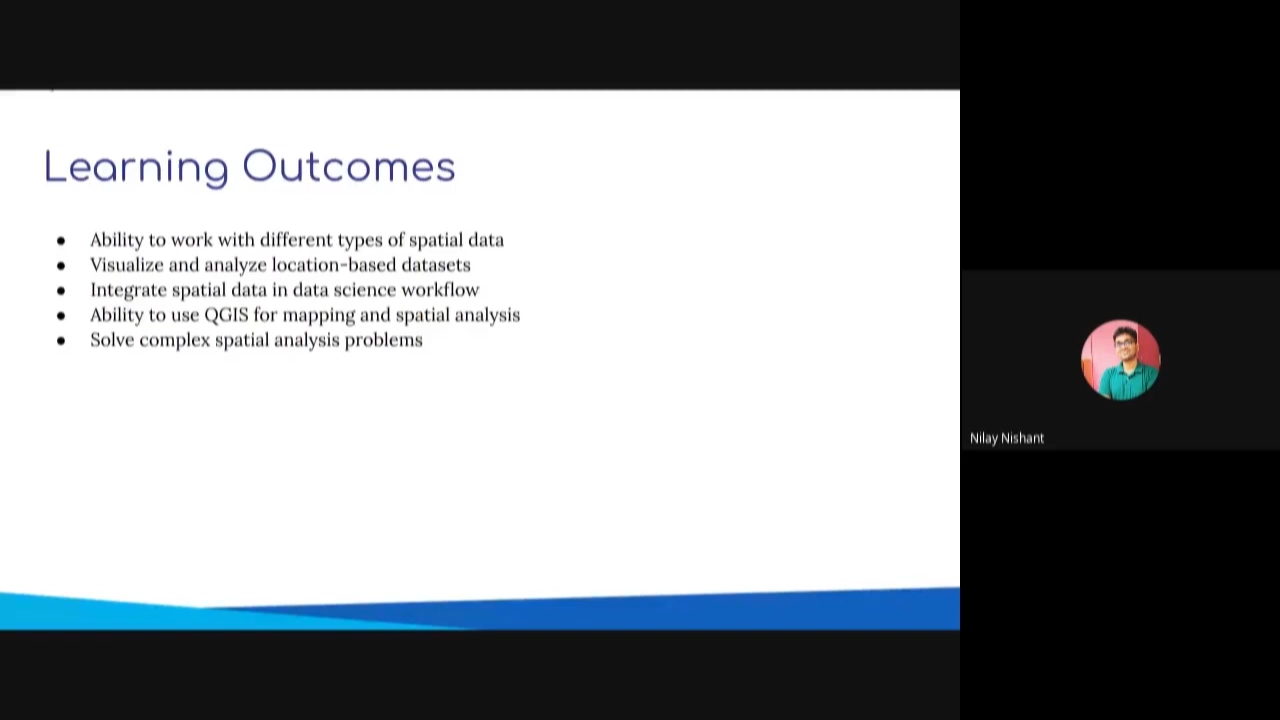 Learning Outcomes
● Ability to work with different types of spatial data
● Visualize and analyze location-based datasets
● Integrate spatial data in data science workflow
● Ability to use QGIS for mapping and spatial analysis
● Solve complex spatial analysis problems
Nilay Nishant